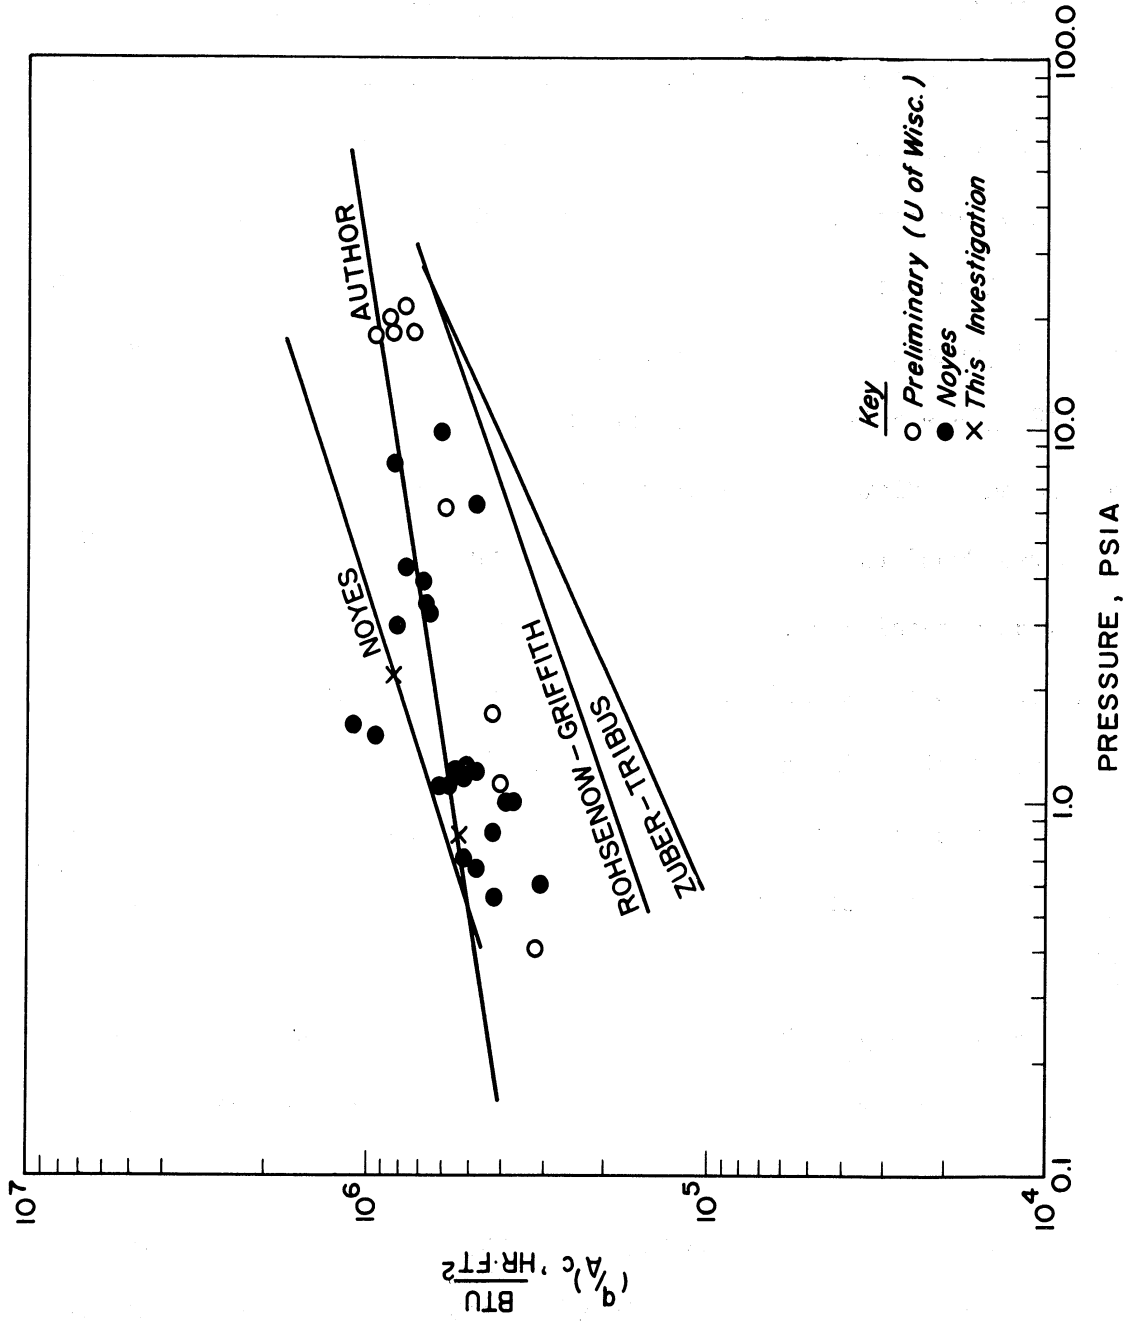 10⁷
10⁶
10⁵
10⁴
(q/A)c , BTU
HR·FT²
NOYES
AUTHOR
ROHSENOW-GRIFFITH
ZUBER-TRIBUS
Key
O Preliminary (U of Wisc.)
● Noyes
× This Investigation
0.1
1.0
10.0
100.0
PRESSURE, PSIA